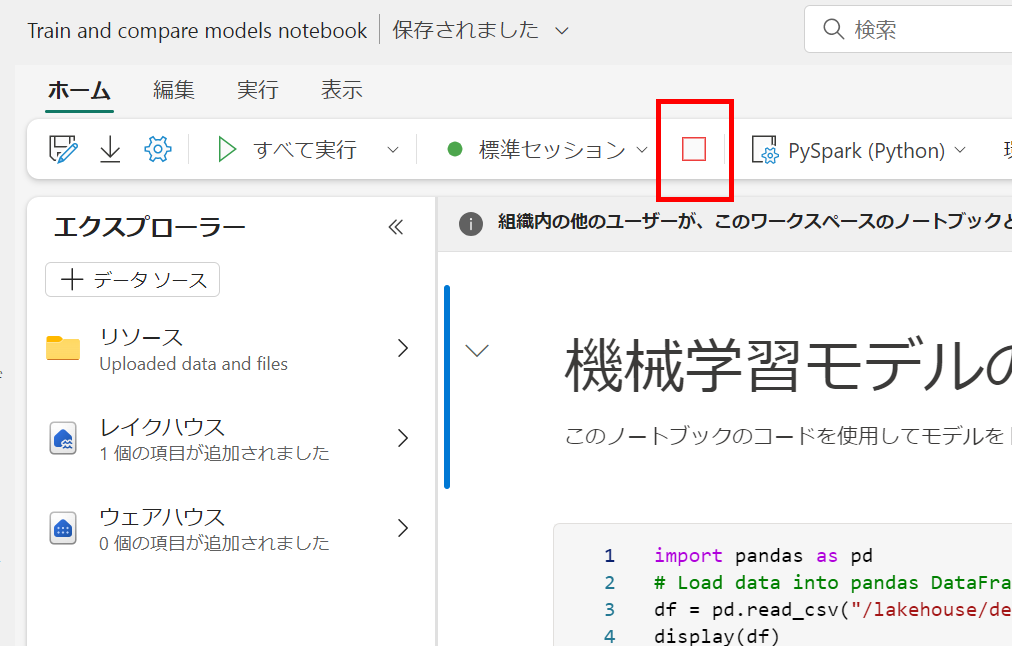 Train and compare models notebook 保存されました 検索
ホーム 編集 実行 表示
すべて実行 標準セッション PySpark (Python)
エクスプローラー
データ ソース
リソース
Uploaded data and files
レイクハウス
1 個の項目が追加されました
ウェアハウス
0 個の項目が追加されました
組織内の他のユーザーが、このワークスペースのノートブックと
機械学習モデルの
このノートブックのコードを使用してモデルを
1 import pandas as pd
2 # Load data into pandas DataFra
3 df = pd.read_csv("/lakehouse/de
4 display(df)